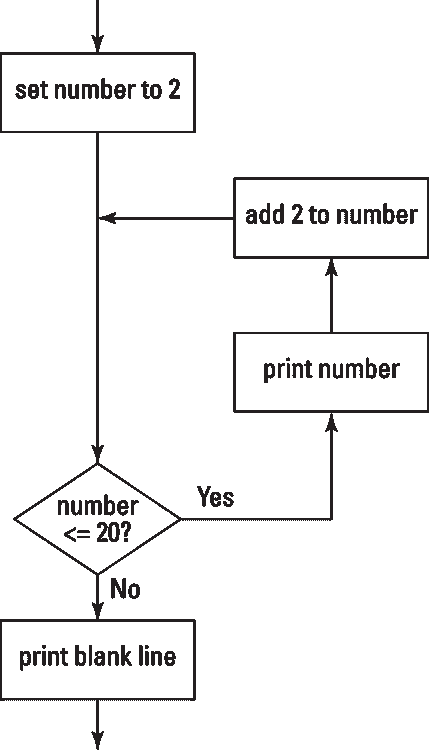 set number to 2
add 2 to number
print number
number
<= 20?
Yes
No
print blank line